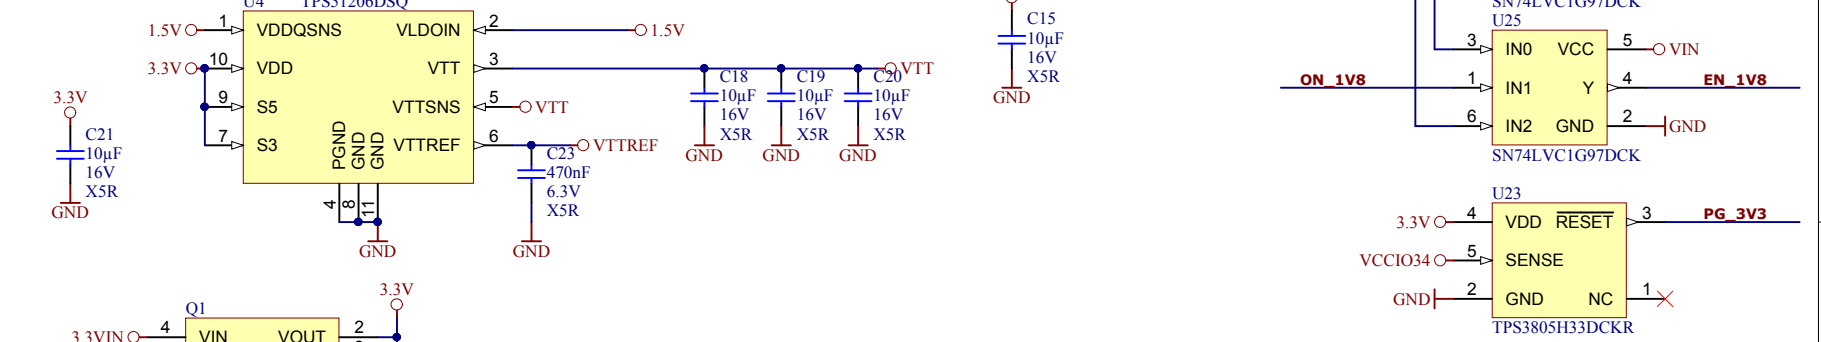 U4 TPS51206DSQ
1.5V 1 VDDQSNS VLDOIN 2 1.5V
3.3V 10 VDD VTT 3 VTT
9 S5 VTTSNS 5 VTT
7 S3 VTTREF 6 VTTREF
PGND GND GND
4 8 11
GND
3.3V
C21
10µF
16V
X5R
GND
C18
10µF
16V
X5R
GND
C19
10µF
16V
X5R
GND
C20
10µF
16V
X5R
GND
C23
470nF
6.3V
X5R
GND
C15
10µF
16V
X5R
GND
Q1
3.3V
3.3VIN 4 VIN VOUT 2
SN74LVC1G97DCK
U25
3 IN0 VCC 5 VIN
ON_1V8 1 IN1 Y 4 EN_1V8
6 IN2 GND 2 GND
SN74LVC1G97DCK
U23
3.3V 4 VDD RESET 3 PG_3V3
VCCIO34 5 SENSE
GND 2 GND NC 1
TPS3805H33DCKR